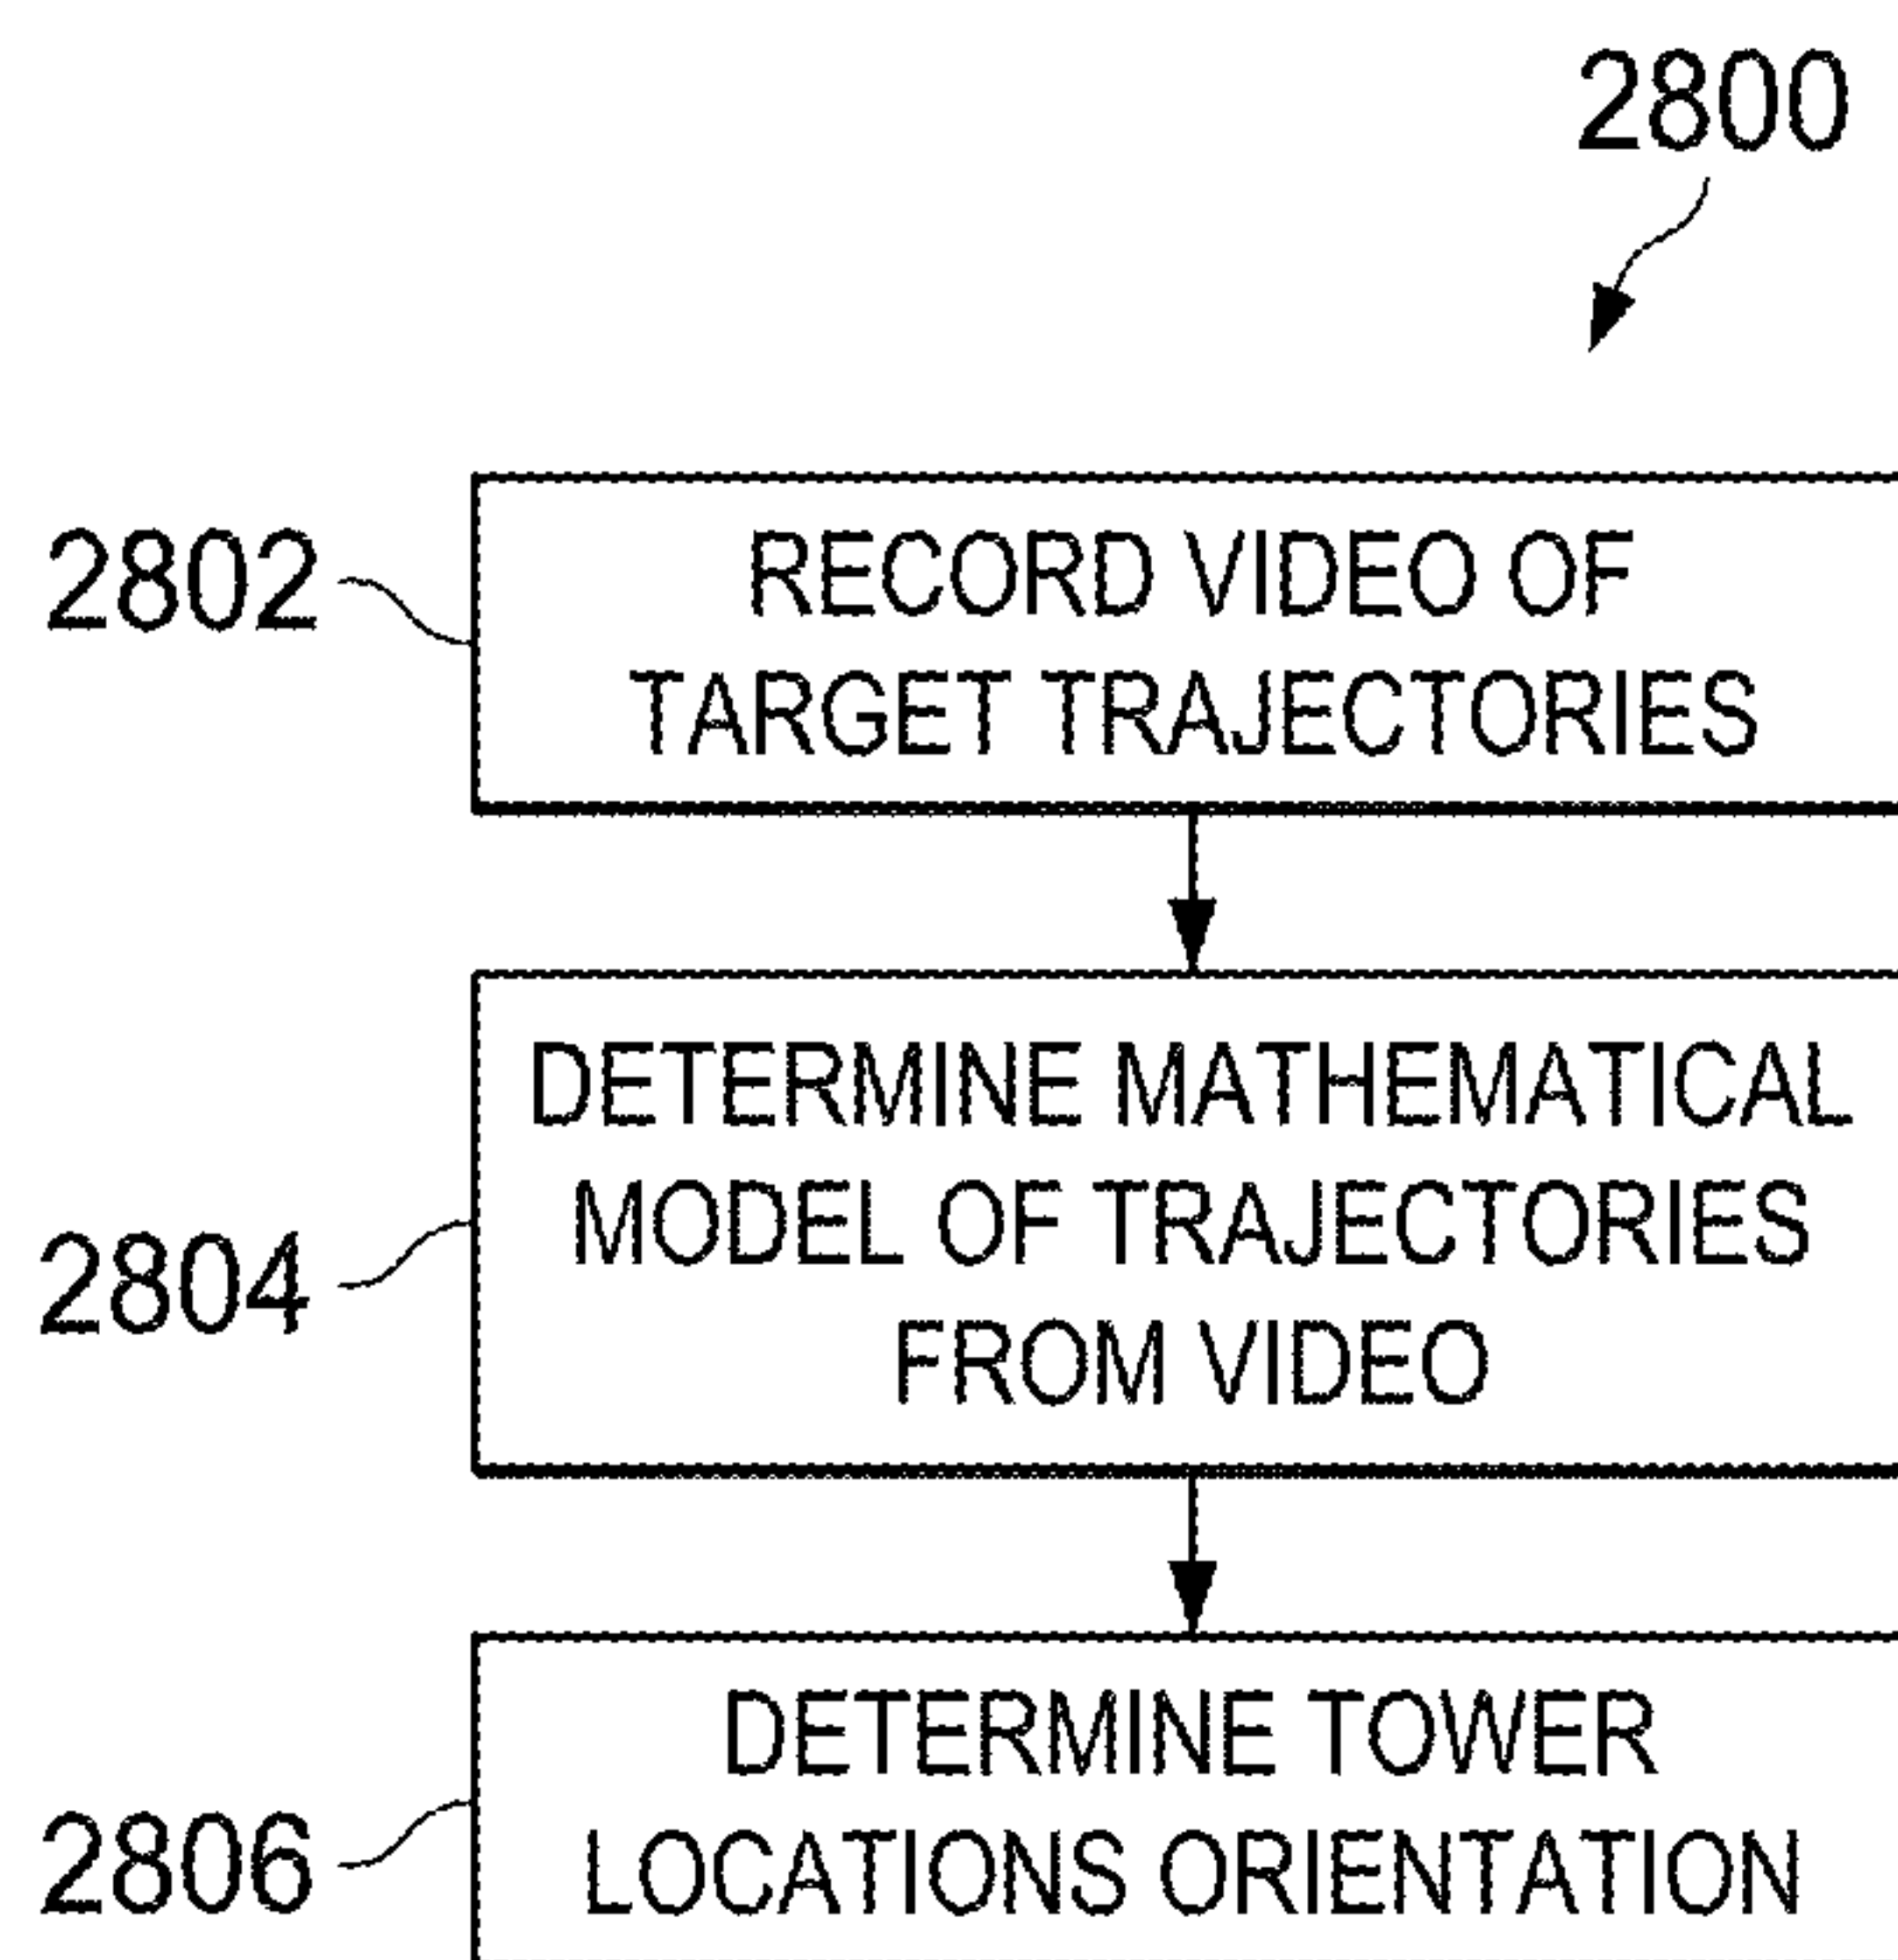 2800
2802
RECORD VIDEO OF
TARGET TRAJECTORIES
2804
DETERMINE MATHEMATICAL
MODEL OF TRAJECTORIES
FROM VIDEO
2806
DETERMINE TOWER
LOCATIONS ORIENTATION